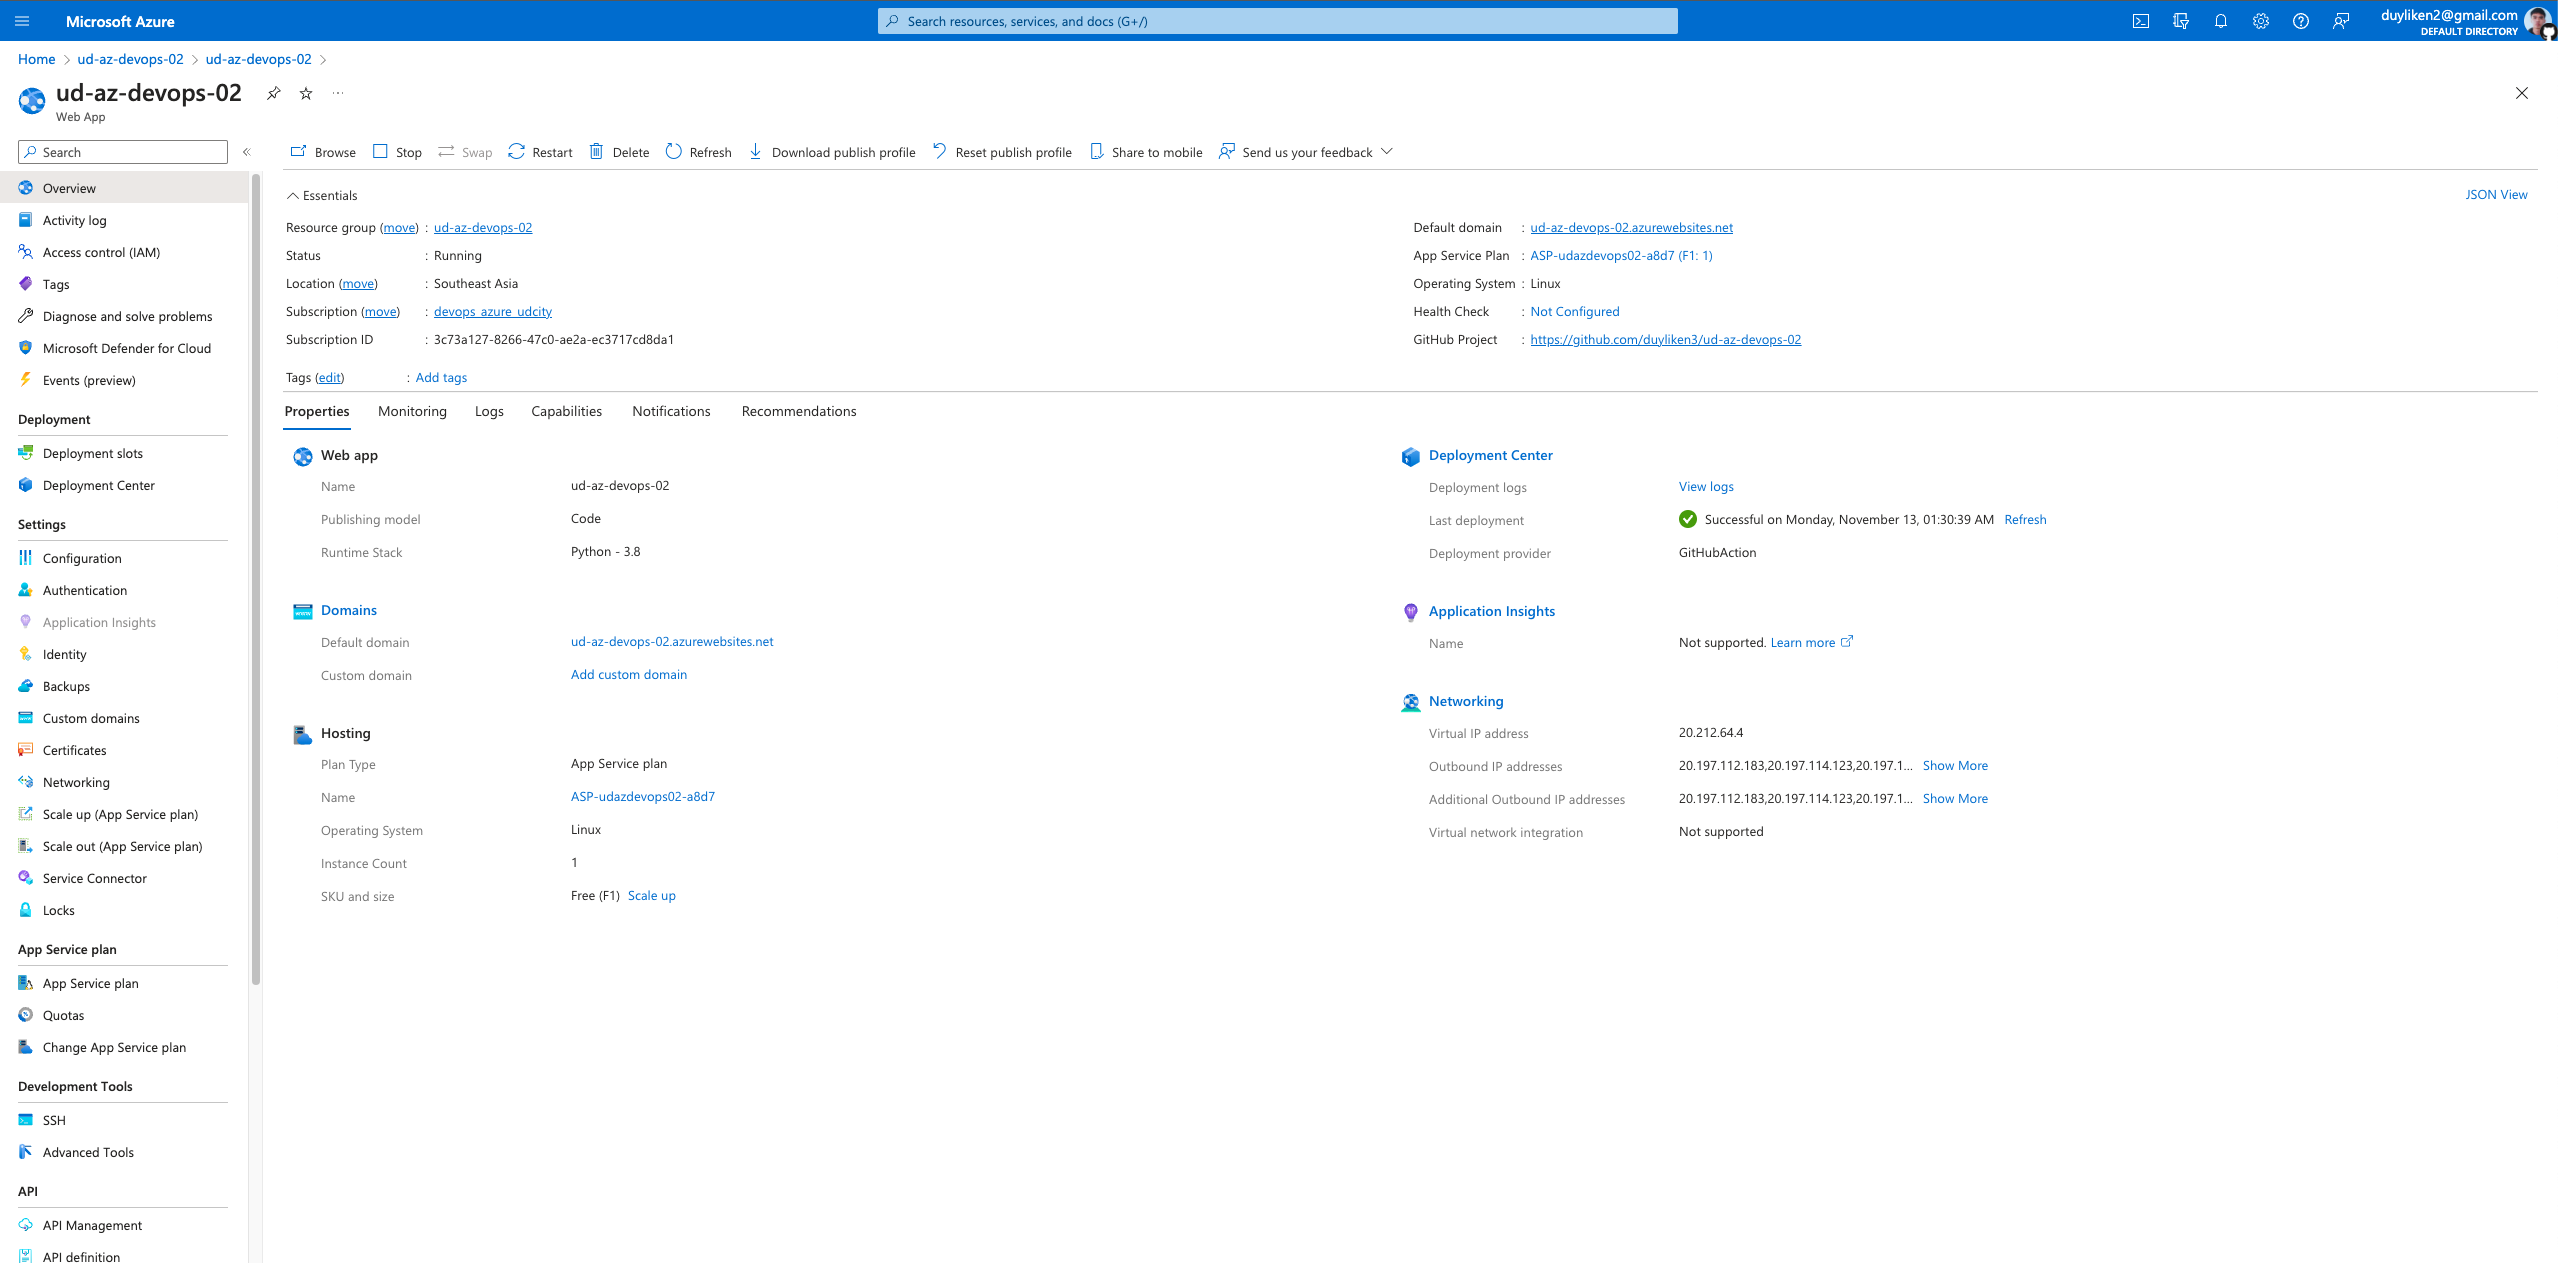 Microsoft Azure
Search resources, services, and docs (G+/)
duyliken2@gmail.com
DEFAULT DIRECTORY
Home > ud-az-devops-02 > ud-az-devops-02 >
ud-az-devops-02
Web App
Search
Browse Stop Swap Restart Delete Refresh Download publish profile Reset publish profile Share to mobile Send us your feedback
Overview
Activity log
Access control (IAM)
Tags
Diagnose and solve problems
Microsoft Defender for Cloud
Events (preview)
Deployment
Deployment slots
Deployment Center
Settings
Configuration
Authentication
Application Insights
Identity
Backups
Custom domains
Certificates
Networking
Scale up (App Service plan)
Scale out (App Service plan)
Service Connector
Locks
App Service plan
App Service plan
Quotas
Change App Service plan
Development Tools
SSH
Advanced Tools
API
API Management
API definition
Essentials
JSON View
Resource group (move) : ud-az-devops-02
Status : Running
Location (move) : Southeast Asia
Subscription (move) : devops_azure_udcity
Subscription ID : 3c73a127-8266-47c0-ae2a-ec3717cd8da1
Default domain : ud-az-devops-02.azurewebsites.net
App Service Plan : ASP-udazdevops02-a8d7 (F1: 1)
Operating System : Linux
Health Check : Not Configured
GitHub Project : https://github.com/duyliken3/ud-az-devops-02
Tags (edit) : Add tags
Properties Monitoring Logs Capabilities Notifications Recommendations
Web app
Name ud-az-devops-02
Publishing model Code
Runtime Stack Python - 3.8
Domains
Default domain ud-az-devops-02.azurewebsites.net
Custom domain Add custom domain
Hosting
Plan Type App Service plan
Name ASP-udazdevops02-a8d7
Operating System Linux
Instance Count 1
SKU and size Free (F1) Scale up
Deployment Center
Deployment logs View logs
Last deployment Successful on Monday, November 13, 01:30:39 AM Refresh
Deployment provider GitHubAction
Application Insights
Name Not supported. Learn more
Networking
Virtual IP address 20.212.64.4
Outbound IP addresses 20.197.112.183,20.197.114.123,20.197.1... Show More
Additional Outbound IP addresses 20.197.112.183,20.197.114.123,20.197.1... Show More
Virtual network integration Not supported